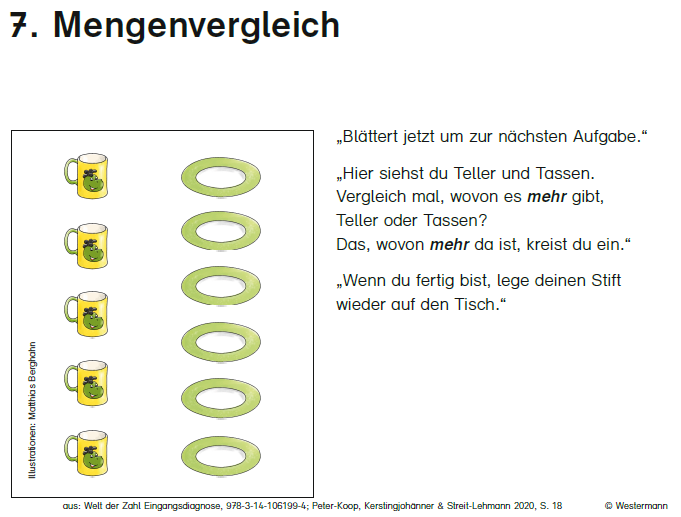 7. Mengenvergleich
„Blättert jetzt um zur nächsten Aufgabe.“
„Hier siehst du Teller und Tassen.
Vergleich mal, wovon es mehr gibt,
Teller oder Tassen?
Das, wovon mehr da ist, kreist du ein.“
„Wenn du fertig bist, lege deinen Stift
wieder auf den Tisch.“
Illustrationen: Matthias Berghahn
aus: Welt der Zahl Eingangsdiagnose, 978-3-14-106199-4; Peter-Koop, Kerstingjohänner & Streit-Lehmann 2020, S. 18
© Westermann